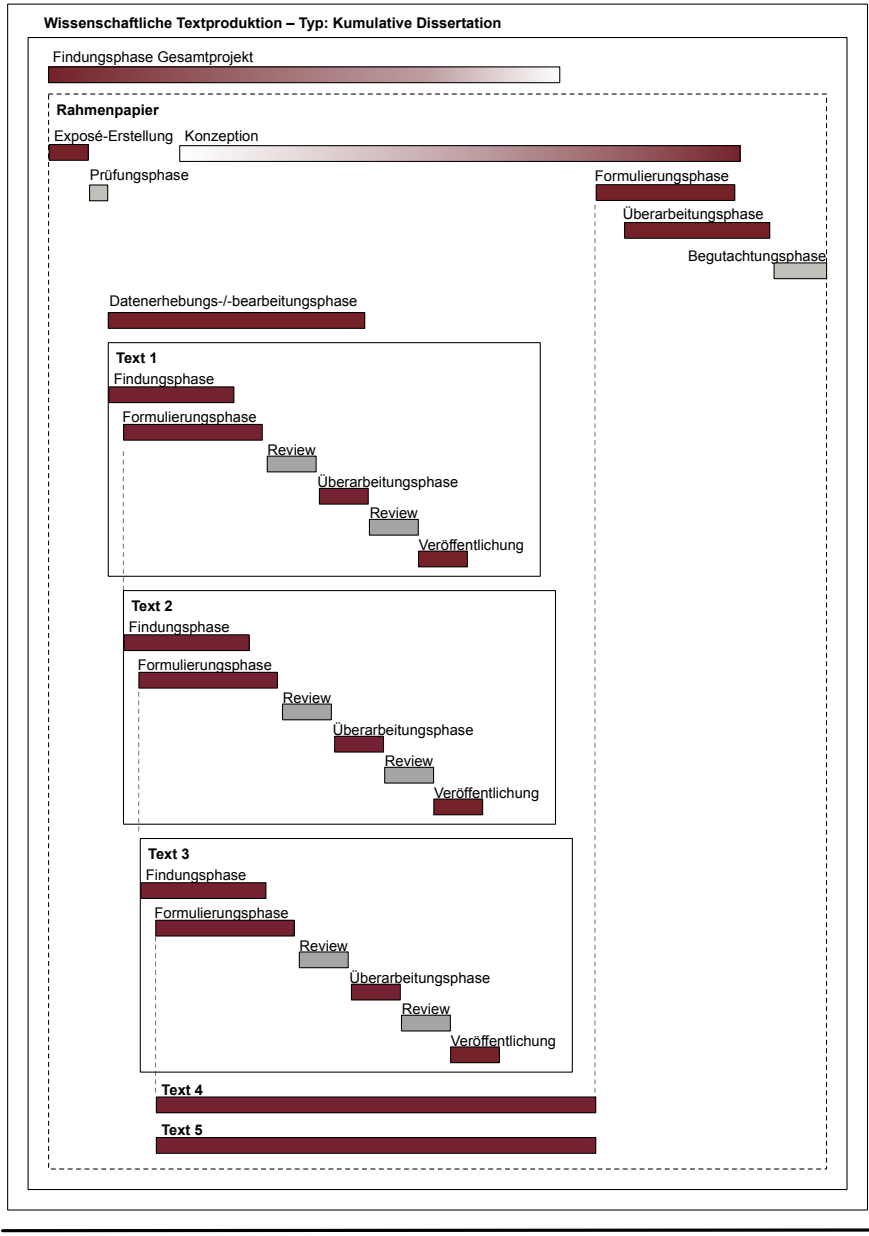 Wissenschaftliche Textproduktion – Typ: Kumulative Dissertation
Findungsphase Gesamtprojekt
Rahmenpapier
Exposé-Erstellung Konzeption
Prüfungsphase
Formulierungsphase
Überarbeitungsphase
Begutachtungsphase
Datenerhebungs-/-bearbeitungsphase
Text 1
Findungsphase
Formulierungsphase
Review
Überarbeitungsphase
Review
Veröffentlichung
Text 2
Findungsphase
Formulierungsphase
Review
Überarbeitungsphase
Review
Veröffentlichung
Text 3
Findungsphase
Formulierungsphase
Review
Überarbeitungsphase
Review
Veröffentlichung
Text 4
Text 5